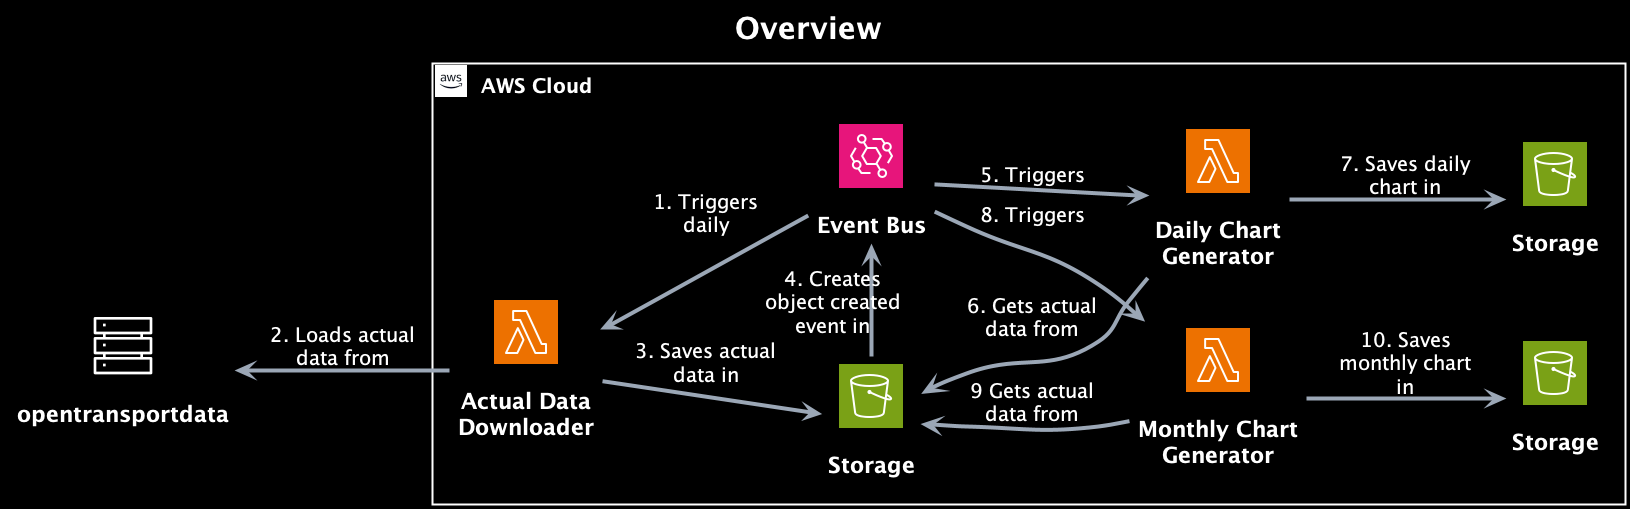 Overview
aws
AWS Cloud
1. Triggers
daily
Event Bus
5. Triggers
8. Triggers
Daily Chart
Generator
7. Saves daily
chart in
Storage
4. Creates
object created
event in
6. Gets actual
data from
opentransportdata
2. Loads actual
data from
Actual Data
Downloader
3. Saves actual
data in
Storage
9 Gets actual
data from
Monthly Chart
Generator
10. Saves
monthly chart
in
Storage